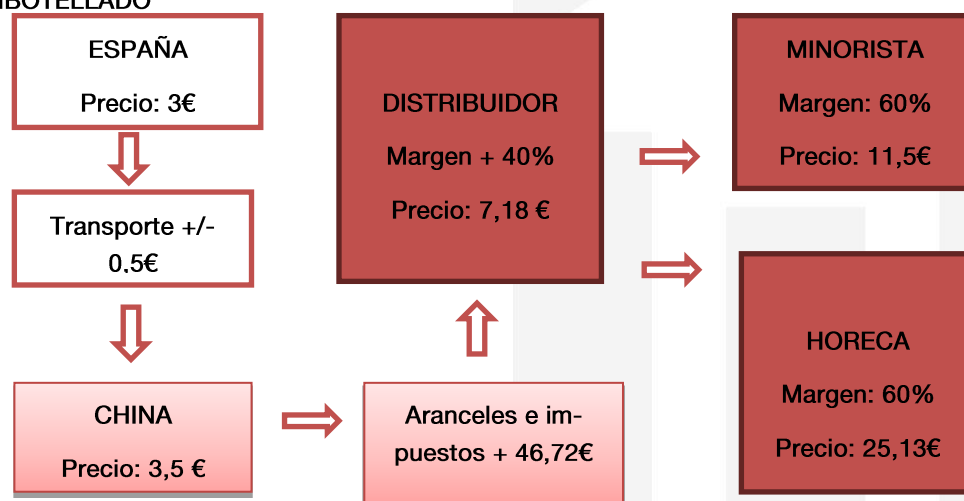 ESPAÑA
Precio: 3€
Transporte +/-
0,5€
CHINA
Precio: 3,5 €
Aranceles e im-
puestos + 46,72€
DISTRIBUIDOR
Margen + 40%
Precio: 7,18 €
MINORISTA
Margen: 60%
Precio: 11,5€
HORECA
Margen: 60%
Precio: 25,13€